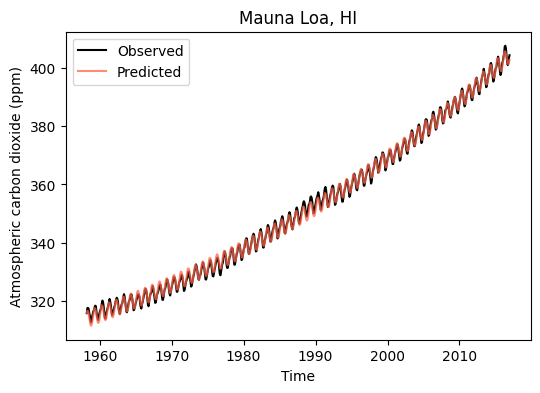 Mauna Loa, HI
Observed
Predicted
Atmospheric carbon dioxide (ppm)
400
380
360
340
320
1960 1970 1980 1990 2000 2010
Time